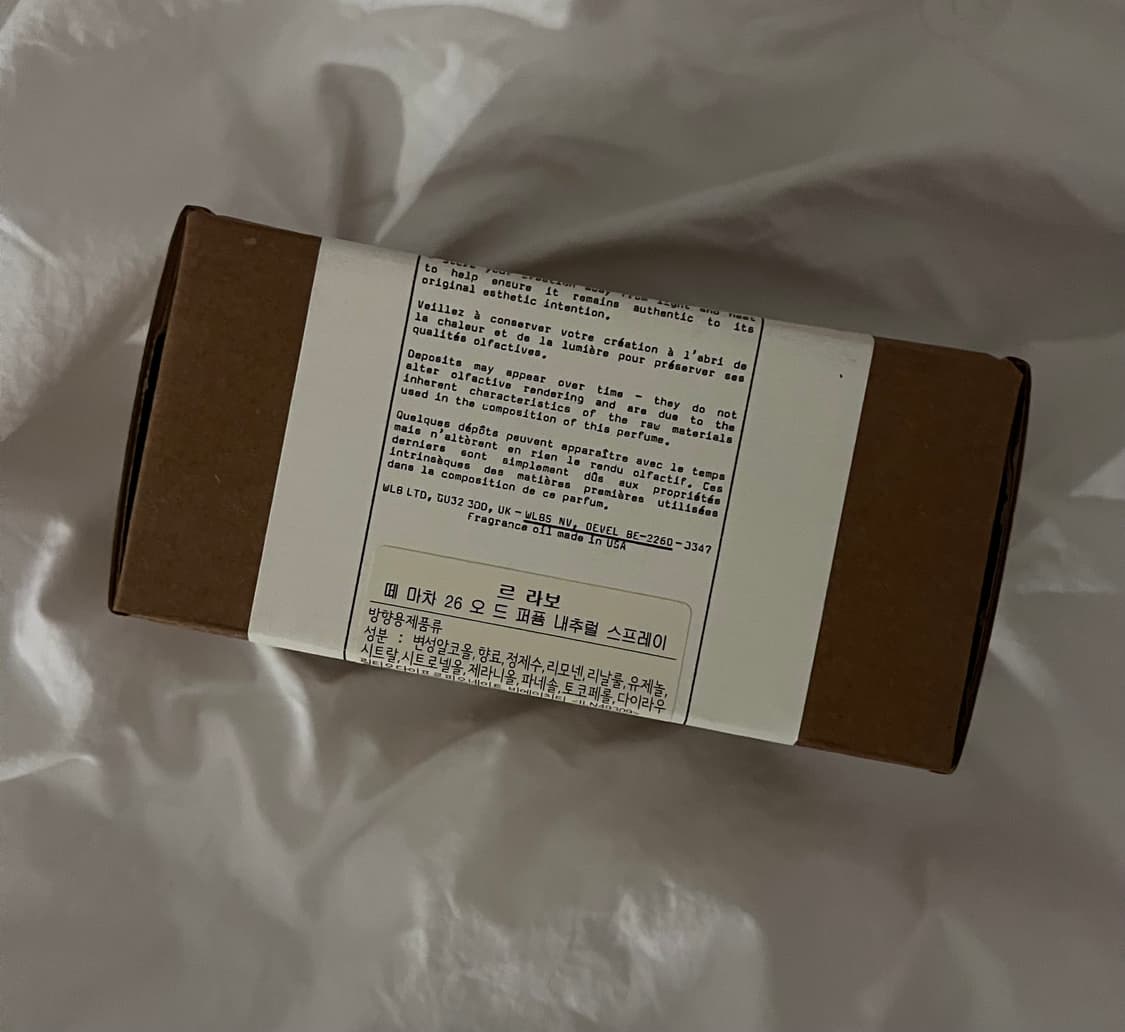 store your creation away from light and heat
to help ensure it remains authentic to its
original esthetic intention.
Veillez à conserver votre création à l'abri de
la chaleur et de la lumière pour préserver ses
qualités olfactives.
Deposits may appear over time - they do not
alter olfactive rendering and are due to the
inherent characteristics of the raw materials
used in the composition of this perfume.
Quelques dépôts peuvent apparaître avec le temps
mais n'altèrent en rien le rendu olfactif. Ces
derniers sont simplement dûs aux propriétés
intrinsèques des matières premières utilisées
dans la composition de ce parfum.
WLB LTD, GU32 3QD, UK - WLBS NV, OEVEL BE-2260-J347
Fragrance oil made in USA
르 라보
떼 마차 26 오 드 퍼퓸 내추럴 스프레이
방향용제품류
성분 : 변성알코올,향료,정제수,리모넨,리날룰,유제놀,
시트랄,시트로넬올,제라니올,파네솔,토코페롤,다이라우